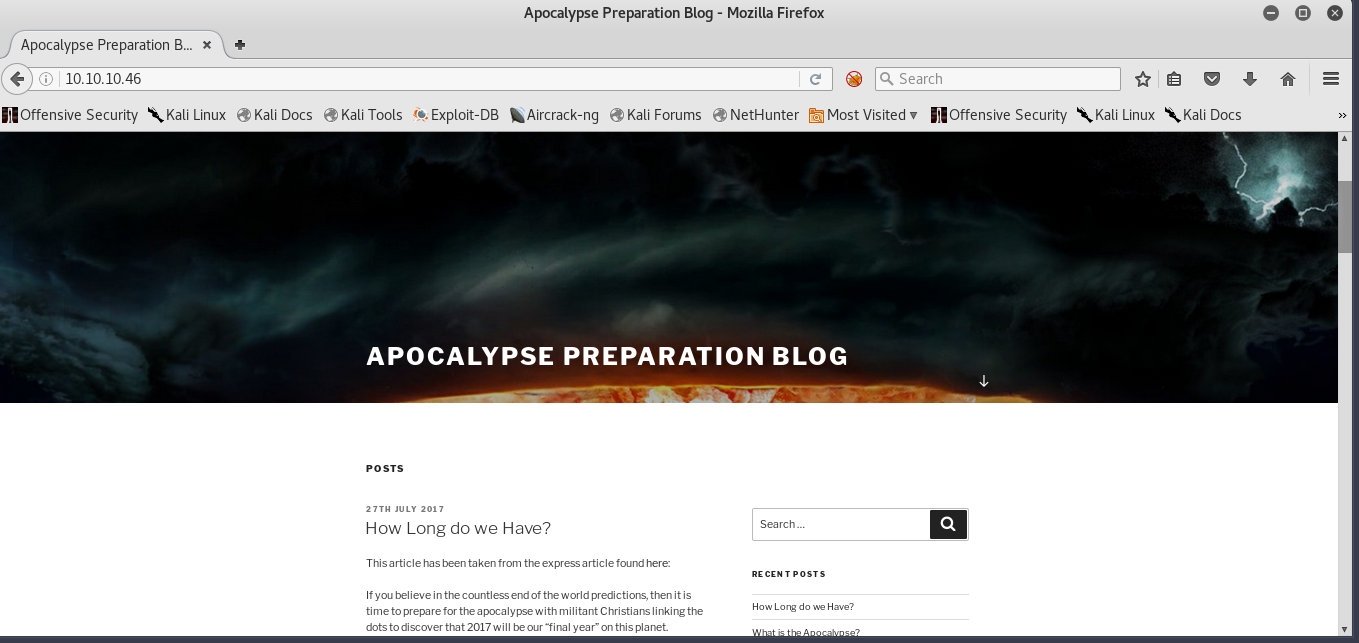 Apocalypse Preparation Blog - Mozilla Firefox
Apocalypse Preparation B...
10.10.10.46
Search
Offensive Security Kali Linux Kali Docs Kali Tools Exploit-DB Aircrack-ng Kali Forums NetHunter Most Visited Offensive Security Kali Linux Kali Docs »
APOCALYPSE PREPARATION BLOG
POSTS
27TH JULY 2017
How Long do we Have?
This article has been taken from the express article found here:
If you believe in the countless end of the world predictions, then it is
time to prepare for the apocalypse with militant Christians linking the
dots to discover that 2017 will be our “final year” on this planet.
Search …
RECENT POSTS
How Long do we Have?
What is the Apocalypse?